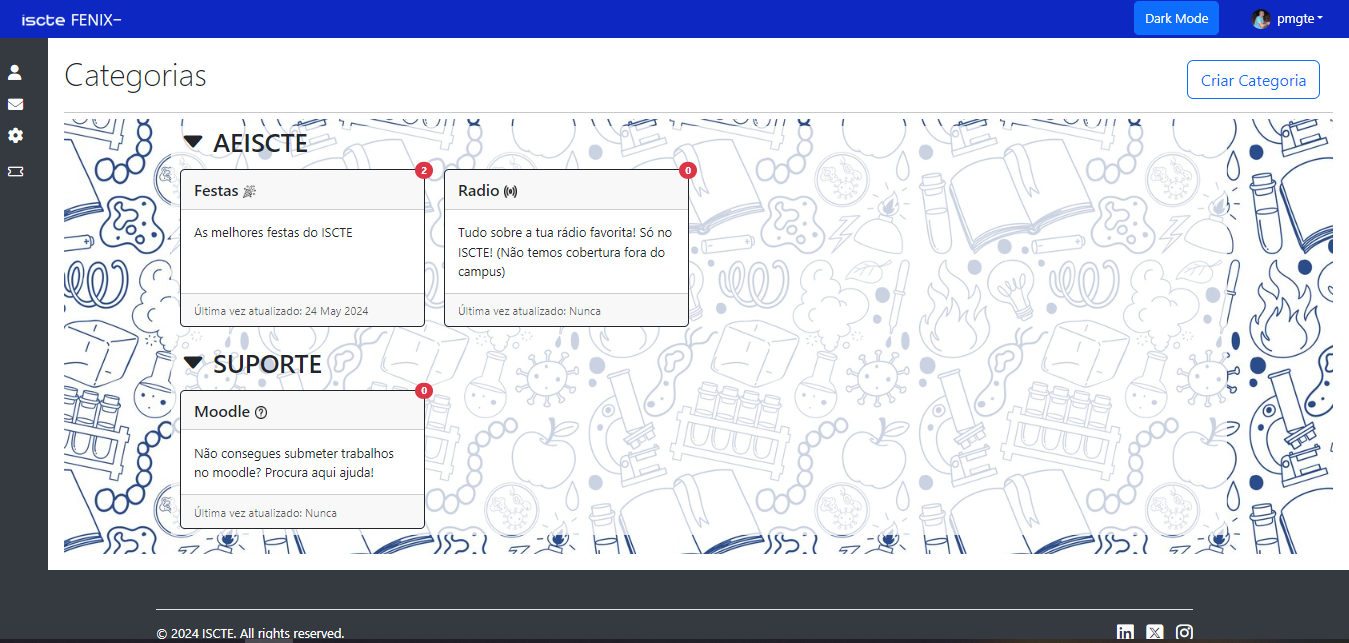 iscte FENIX–
Dark Mode
pmgte
Categorias
Criar Categoria
AEISCTE
2
0
Festas
Radio
As melhores festas do ISCTE
Tudo sobre a tua rádio favorita! Só no
ISCTE! (Não temos cobertura fora do
campus)
Última vez atualizado: 24 May 2024
Última vez atualizado: Nunca
SUPORTE
0
Moodle
Não consegues submeter trabalhos
no moodle? Procura aqui ajuda!
Última vez atualizado: Nunca
© 2024 ISCTE. All rights reserved.